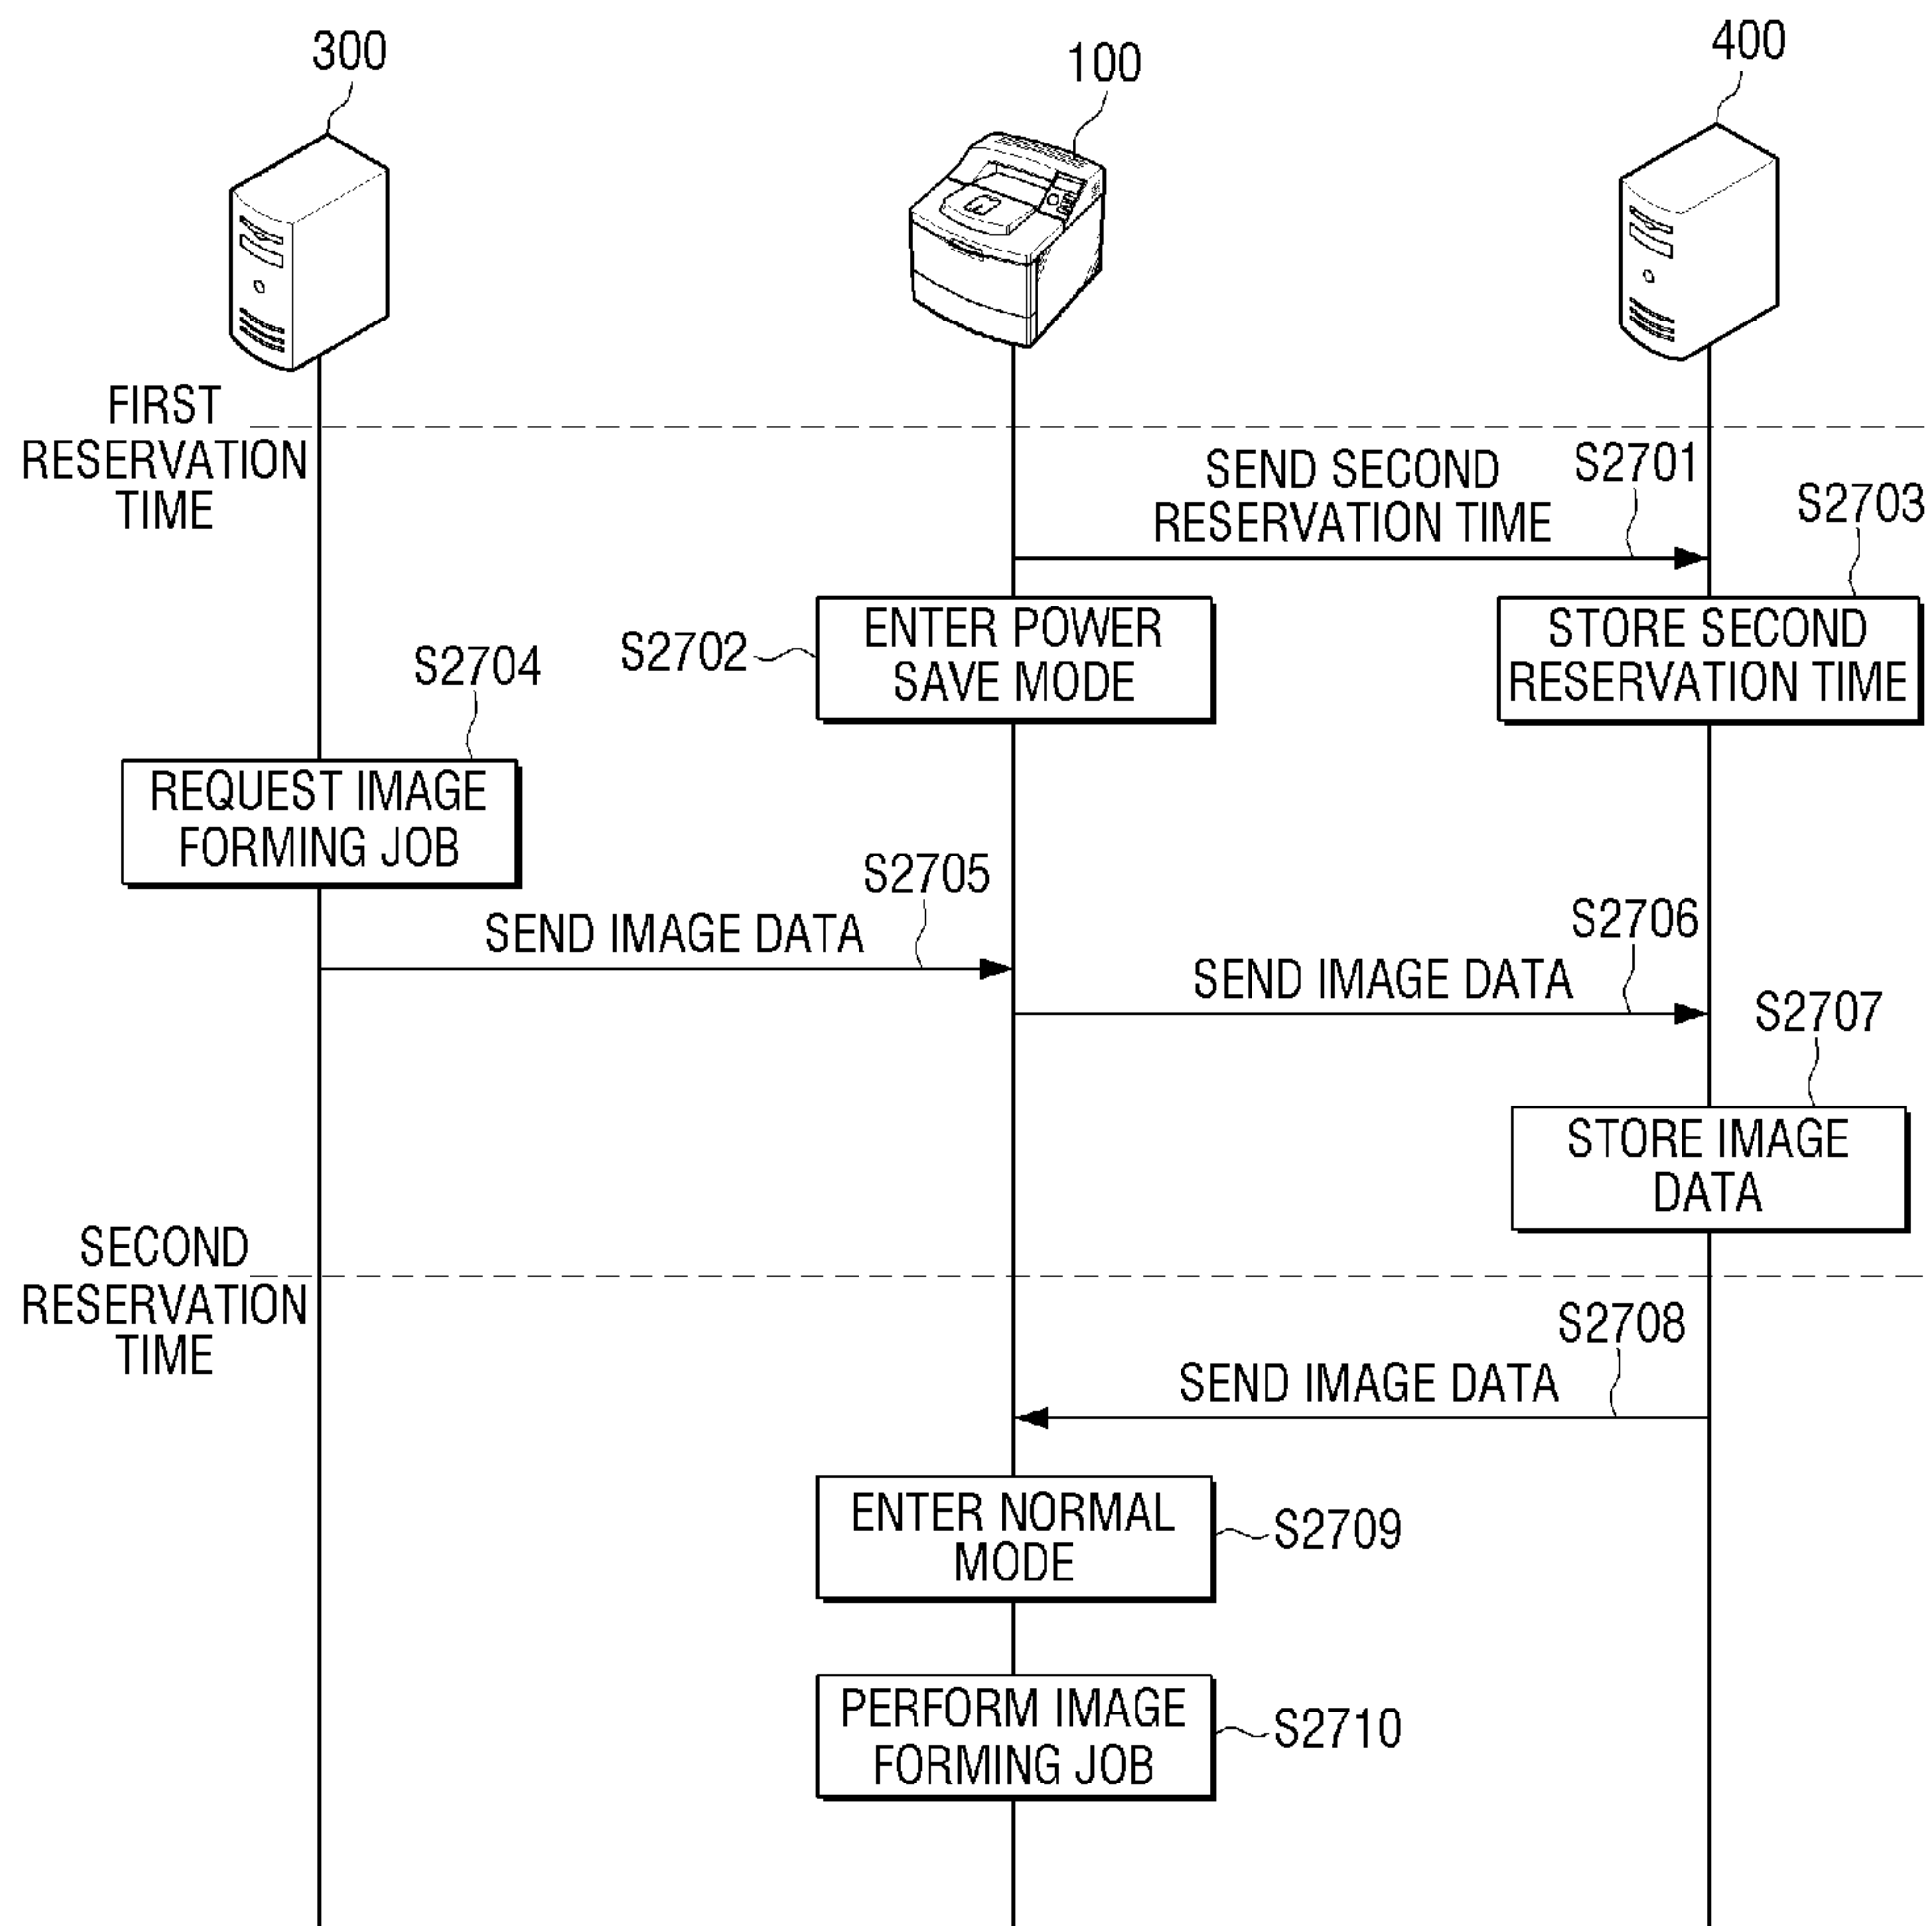 300
100
400
FIRST
RESERVATION
TIME
SEND SECOND
RESERVATION TIME
S2701
S2703
S2702
ENTER POWER
SAVE MODE
STORE SECOND
RESERVATION TIME
S2704
REQUEST IMAGE
FORMING JOB
S2705
SEND IMAGE DATA
S2706
SEND IMAGE DATA
S2707
STORE IMAGE
DATA
SECOND
RESERVATION
TIME
S2708
SEND IMAGE DATA
ENTER NORMAL
MODE
S2709
PERFORM IMAGE
FORMING JOB
S2710